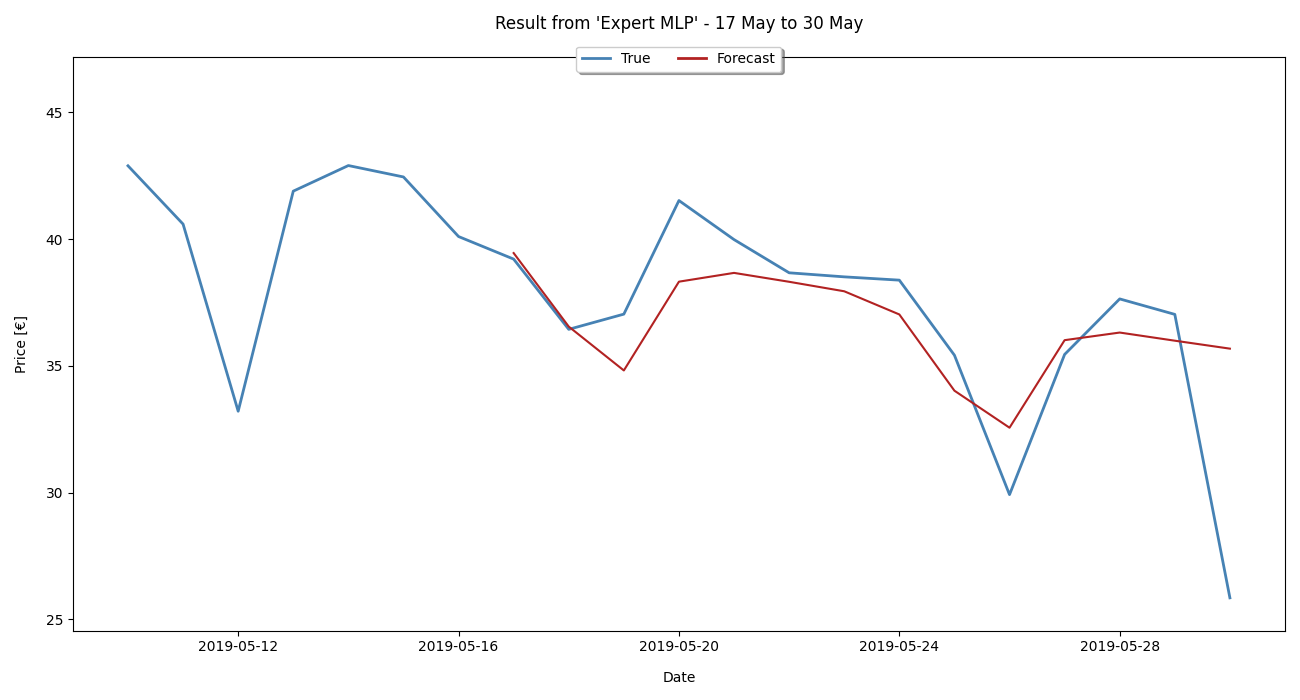 Result from 'Expert MLP' - 17 May to 30 May
True Forecast
45
40
35
30
25
Price [€]
2019-05-12 2019-05-16 2019-05-20 2019-05-24 2019-05-28
Date